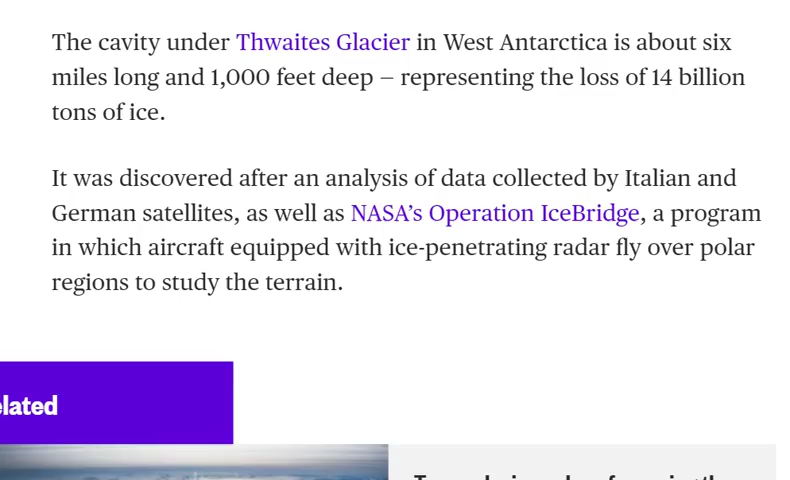 The cavity under Thwaites Glacier in West Antarctica is about six
miles long and 1,000 feet deep — representing the loss of 14 billion
tons of ice.
It was discovered after an analysis of data collected by Italian and
German satellites, as well as NASA’s Operation IceBridge, a program
in which aircraft equipped with ice-penetrating radar fly over polar
regions to study the terrain.
elated